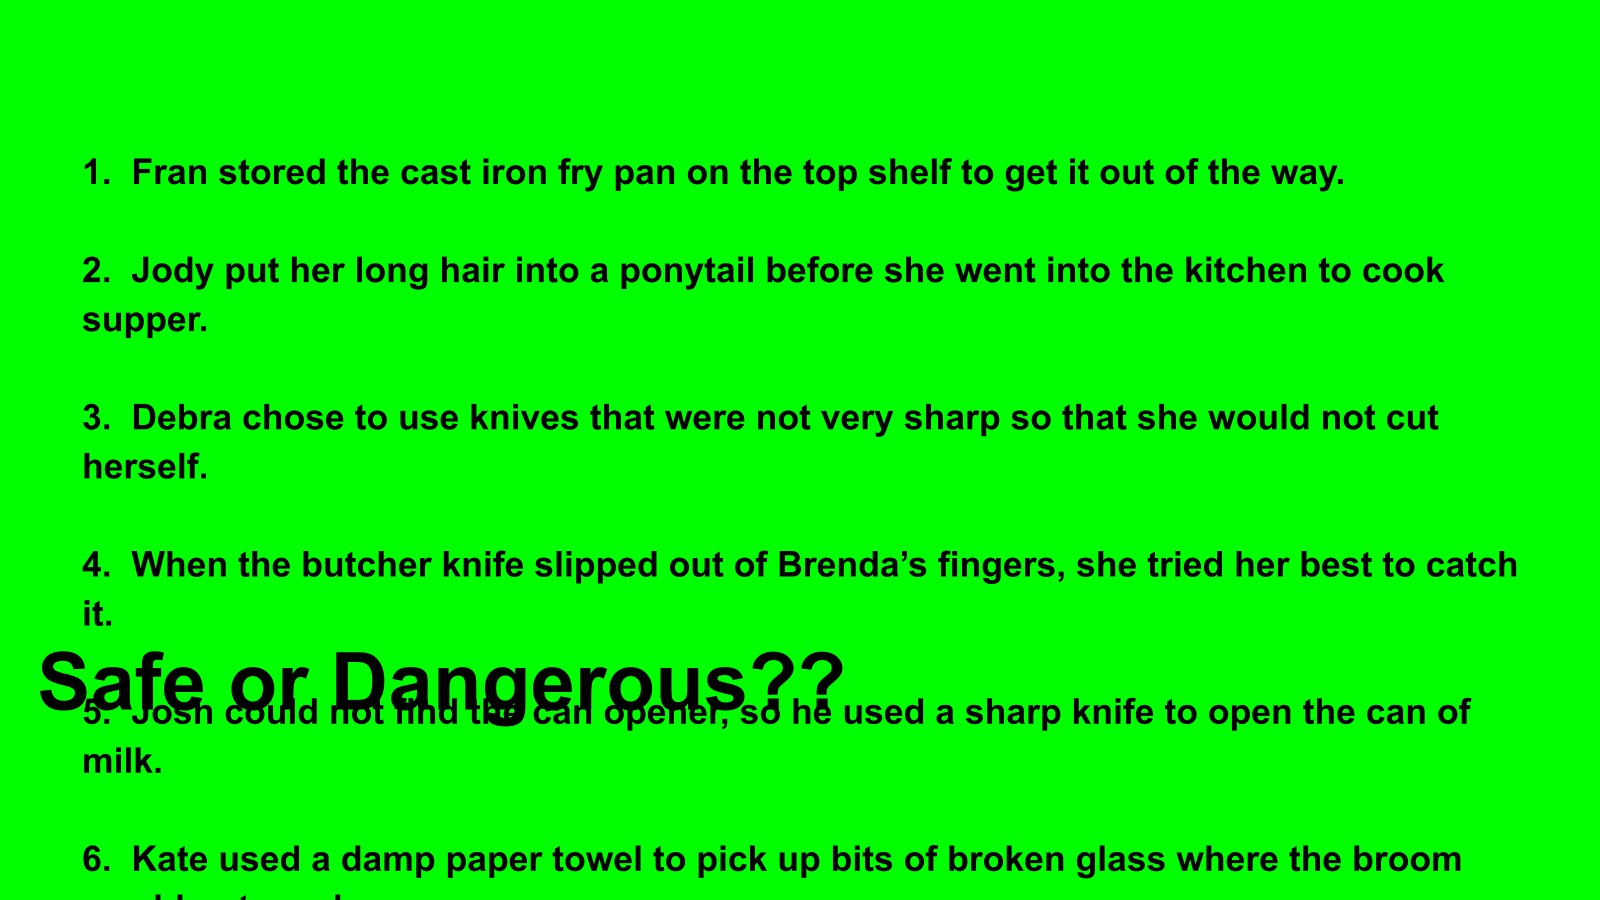 1. Fran stored the cast iron fry pan on the top shelf to get it out of the way.
2. Jody put her long hair into a ponytail before she went into the kitchen to cook
supper.
3. Debra chose to use knives that were not very sharp so that she would not cut
herself.
4. When the butcher knife slipped out of Brenda’s fingers, she tried her best to catch
it.
Safe or Dangerous??
5. Josh could not find the can opener, so he used a sharp knife to open the can of
milk.
6. Kate used a damp paper towel to pick up bits of broken glass where the broom